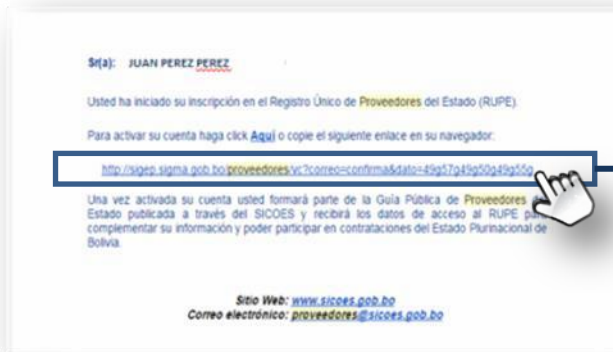 Sr(a): JUAN PEREZ PEREZ
Usted ha iniciado su inscripción en el Registro Único de Proveedores del Estado (RUPE).
Para activar su cuenta haga click Aquí o copie el siguiente enlace en su navegador:
http://sigep.sigma.gob.bo/proveedores/vc?correo=confirma&dato=49g57g49g50g49g55g
Una vez activada su cuenta usted formará parte de la Guía Pública de Proveedores
Estado publicada a través del SICOES y recibirá los datos de acceso al RUPE
complementar su información y poder participar en contrataciones del Estado Plurinacional de
Bolivia.
Sitio Web: www.sicoes.gob.bo
Correo electrónico: proveedores@sicoes.gob.bo